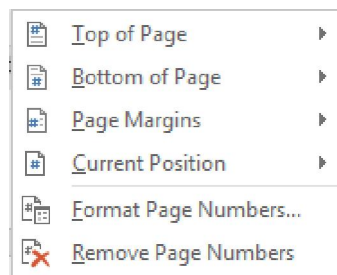 Top of Page
Bottom of Page
Page Margins
Current Position
Format Page Numbers...
Remove Page Numbers